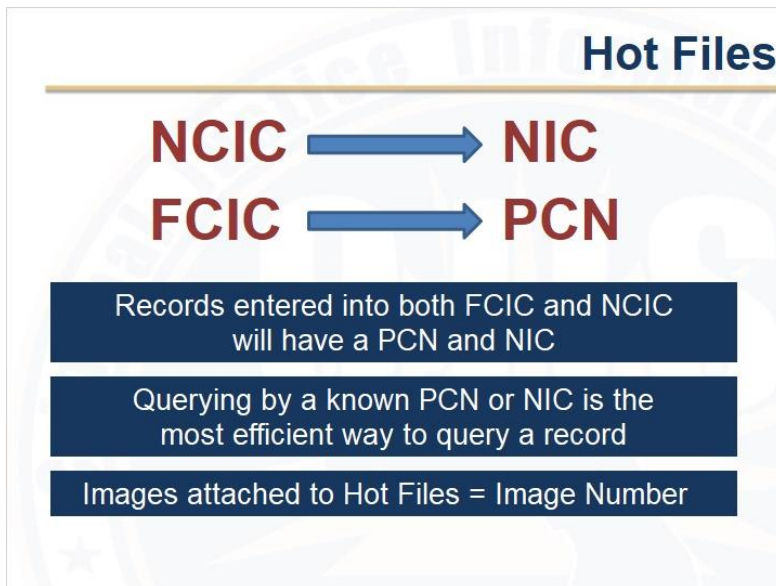 Hot Files
NCIC NIC
FCIC PCN
Records entered into both FCIC and NCIC
will have a PCN and NIC
Querying by a known PCN or NIC is the
most efficient way to query a record
Images attached to Hot Files = Image Number